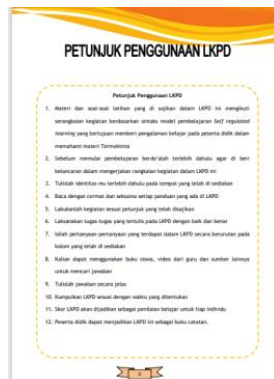 PETUNJUK PENGGUNAAN LKPD
Petunjuk Penggunaan LKPD
1. Materi dan soal-soal latihan yang di sajikan dalam LKPD ini mengikuti
serangkaian kegiatan berdasarkan sintaks model pembelajaran Self regulated
learning yang bertujuan memberi pengalaman belajar pada peserta didik dalam
memahami materi Termokimia
2. Sebelum memulai pembelajaran berdo'alah terlebih dahulu agar di beri
kelancaran dalam mengerjakan rangkaian kegiatan dalam LKPD ini
3. Tulislah identitas mu terlebih dahulu pada tempat yang telah di sediakan
4. Baca dengan cermat dan seksama setiap panduan yang ada di LKPD
5. Lakukanlah kegiatan sesuai petunjuk yang telah disajikan
6. Laksanakan tugas-tugas yang tertulis pada LKPD dengan baik dan benar
7. Isilah pertanyaan-pertanyaan yang terdapat dalam LKPD secara berurutan pada
kolom yang telah di sediakan
8. Kalian dapat menggunakan buku siswa, video dari guru dan sumber lainnya
untuk mencari jawaban
9. Tulislah jawaban secara jelas
10. Kumpulkan LKPD sesuai dengan waktu yang ditentukan
11. Skor LKPD akan dijadikan sebagai penilaian belajar untuk tiap individu
12. Peserta didik dapat menjadikan LKPD ini sebagai buku catatan.